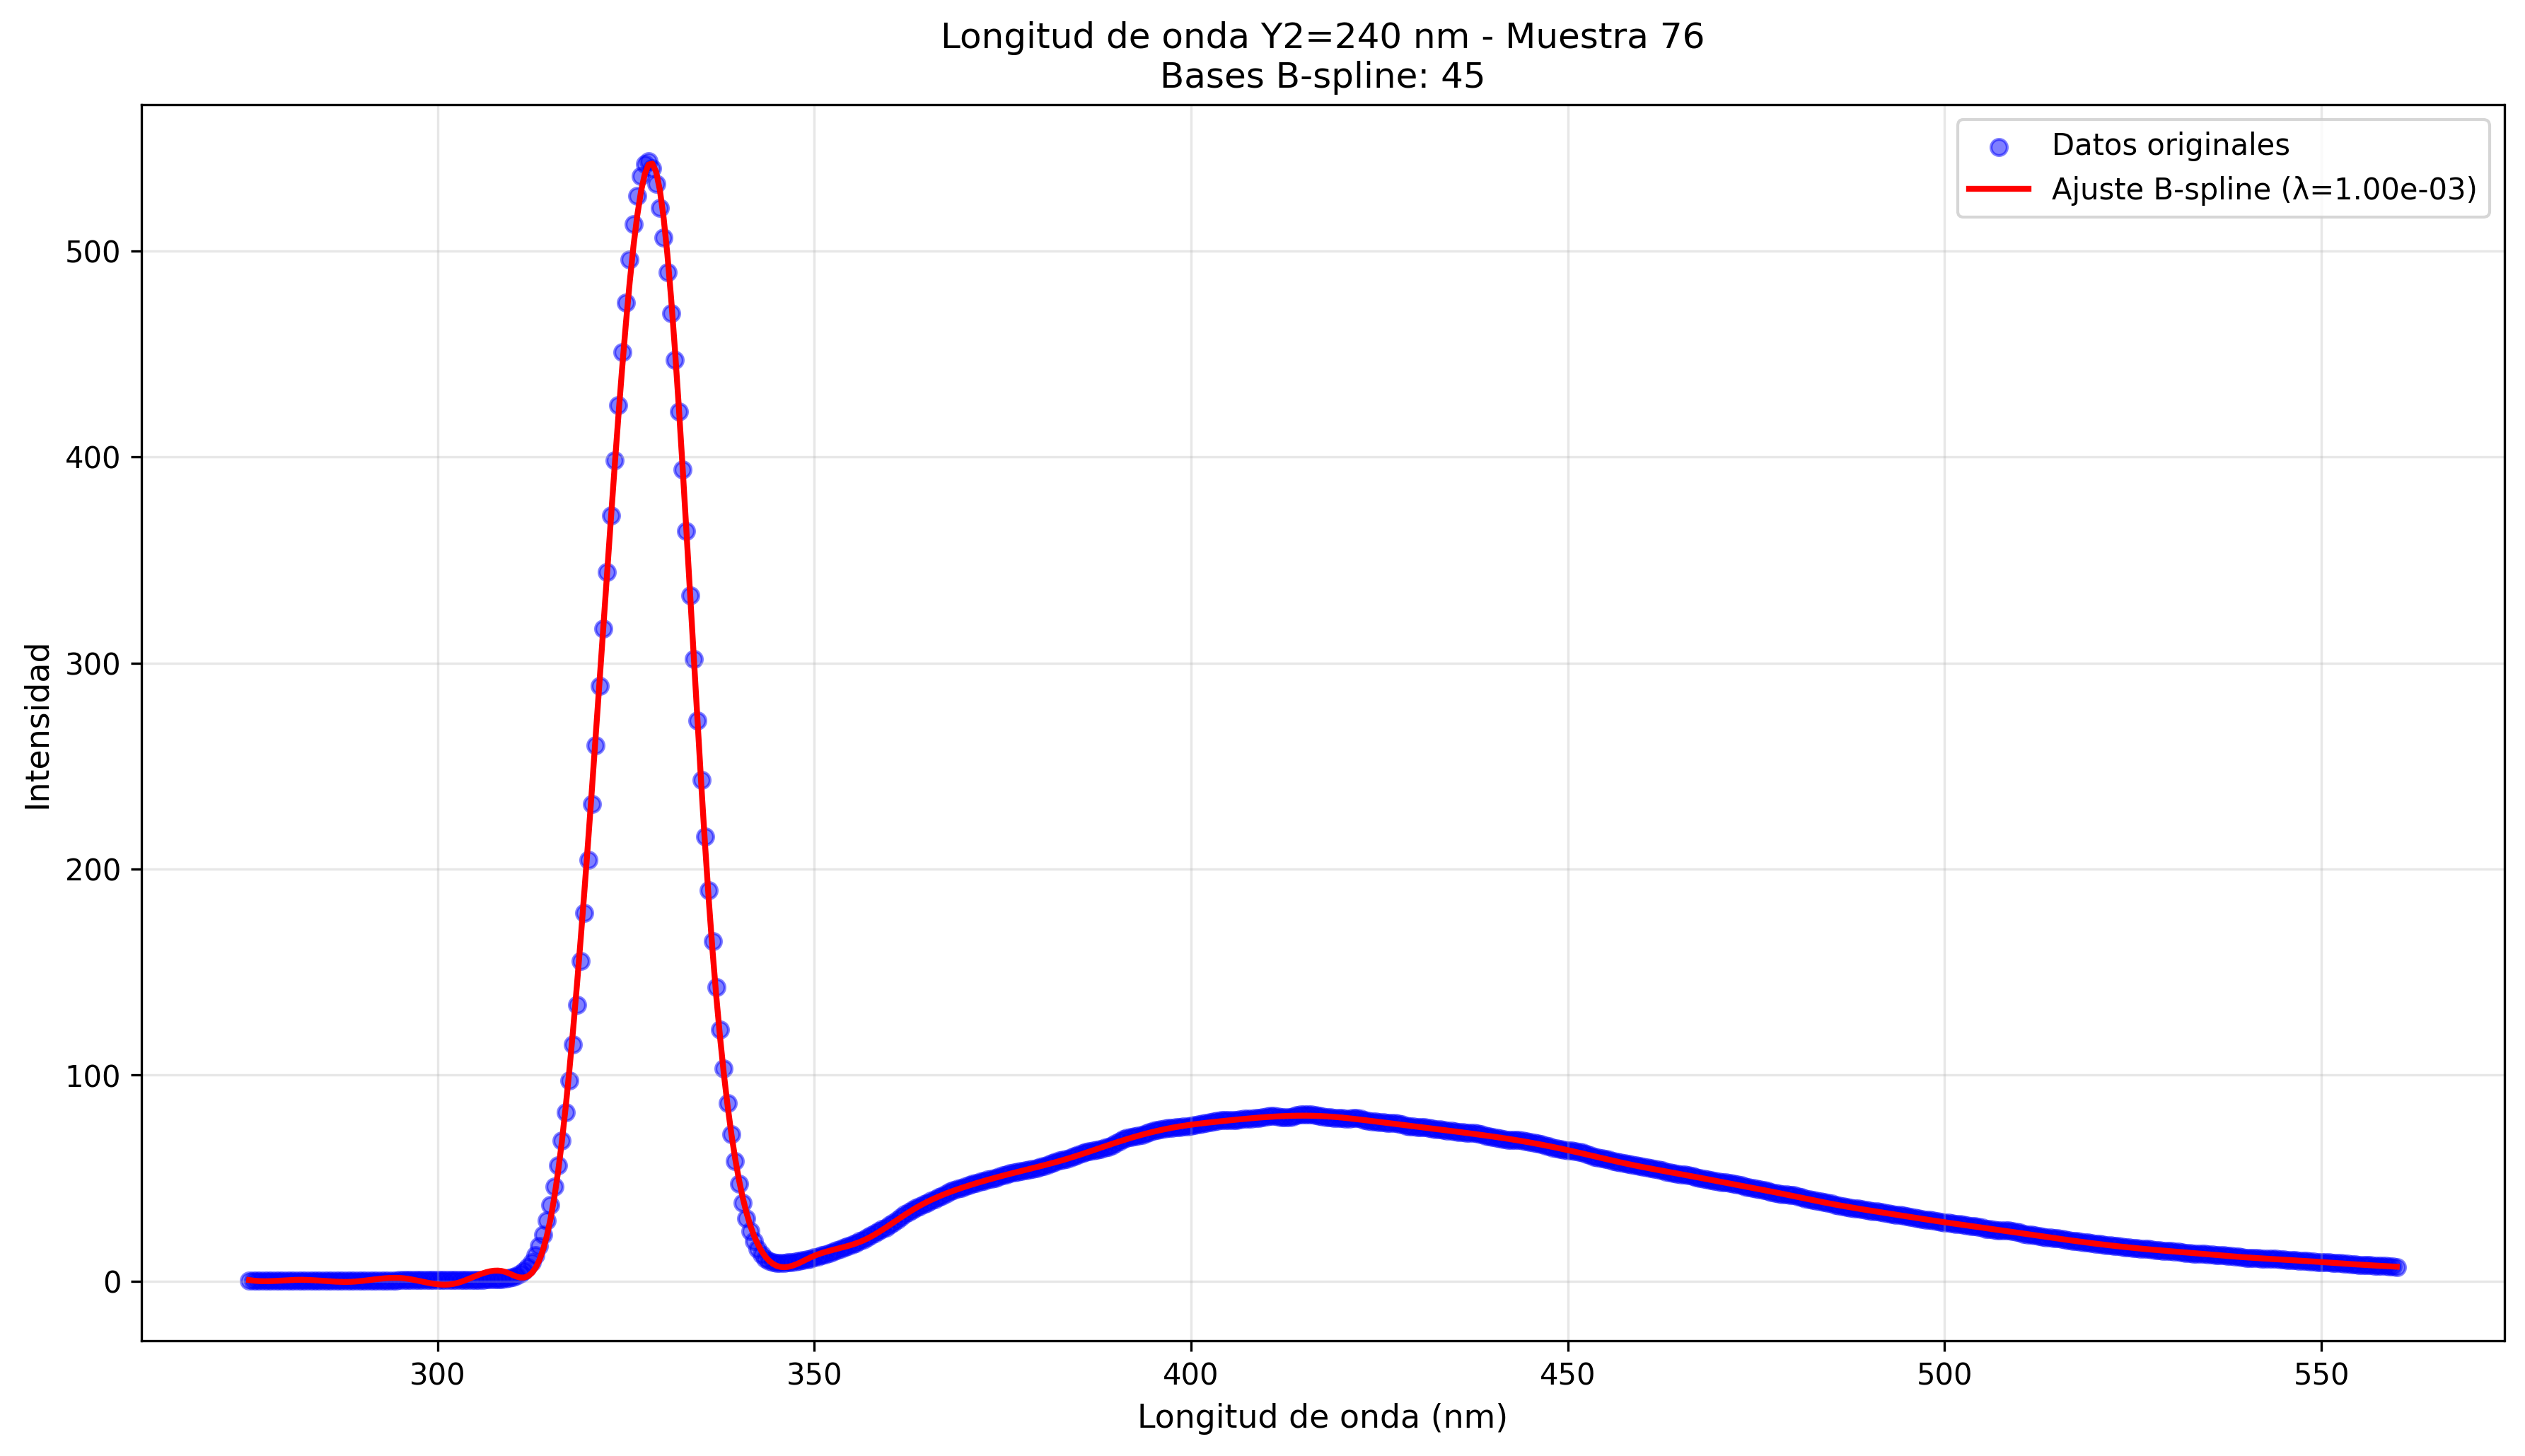 Longitud de onda Y2=240 nm - Muestra 76
Bases B-spline: 45
Datos originales
Ajuste B-spline (λ=1.00e-03)
Intensidad
500
400
300
200
100
0
300
350
400
450
500
550
Longitud de onda (nm)